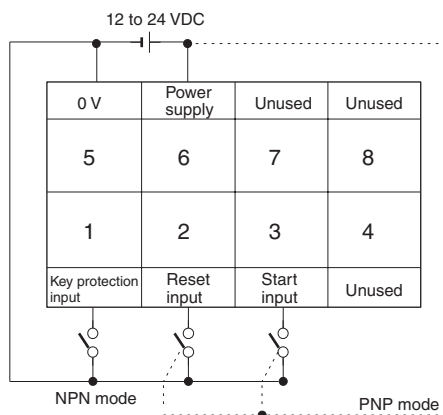 12 to 24 VDC
0 V
Power
supply
Unused
Unused
5
6
7
8
1
2
3
4
Key protection
input
Reset
input
Start
input
Unused
NPN mode
PNP mode